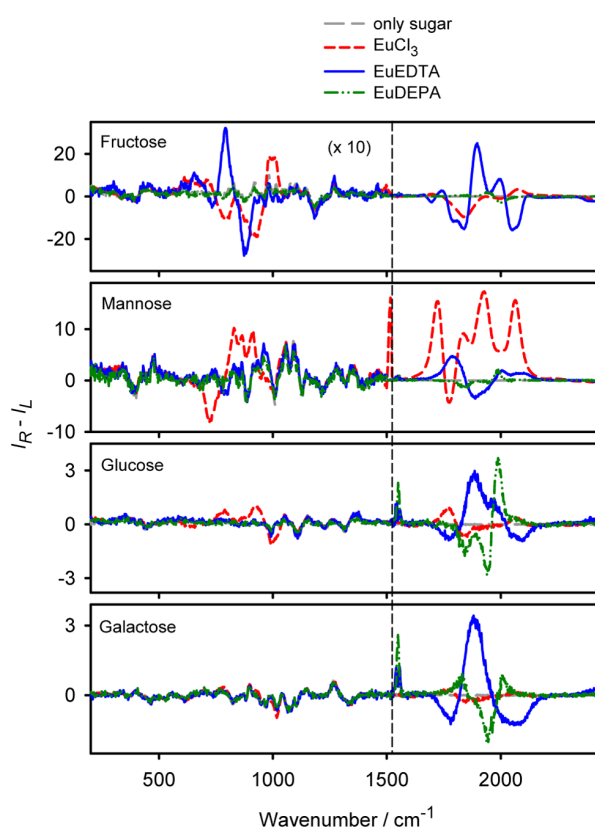 only sugar
EuCl3
EuEDTA
EuDEPA
Fructose
(x 10)
20
0
-20
Mannose
10
0
-10
Glucose
3
0
-3
Galactose
3
0
500 1000 1500 2000
Wavenumber / cm-1
IR - IL